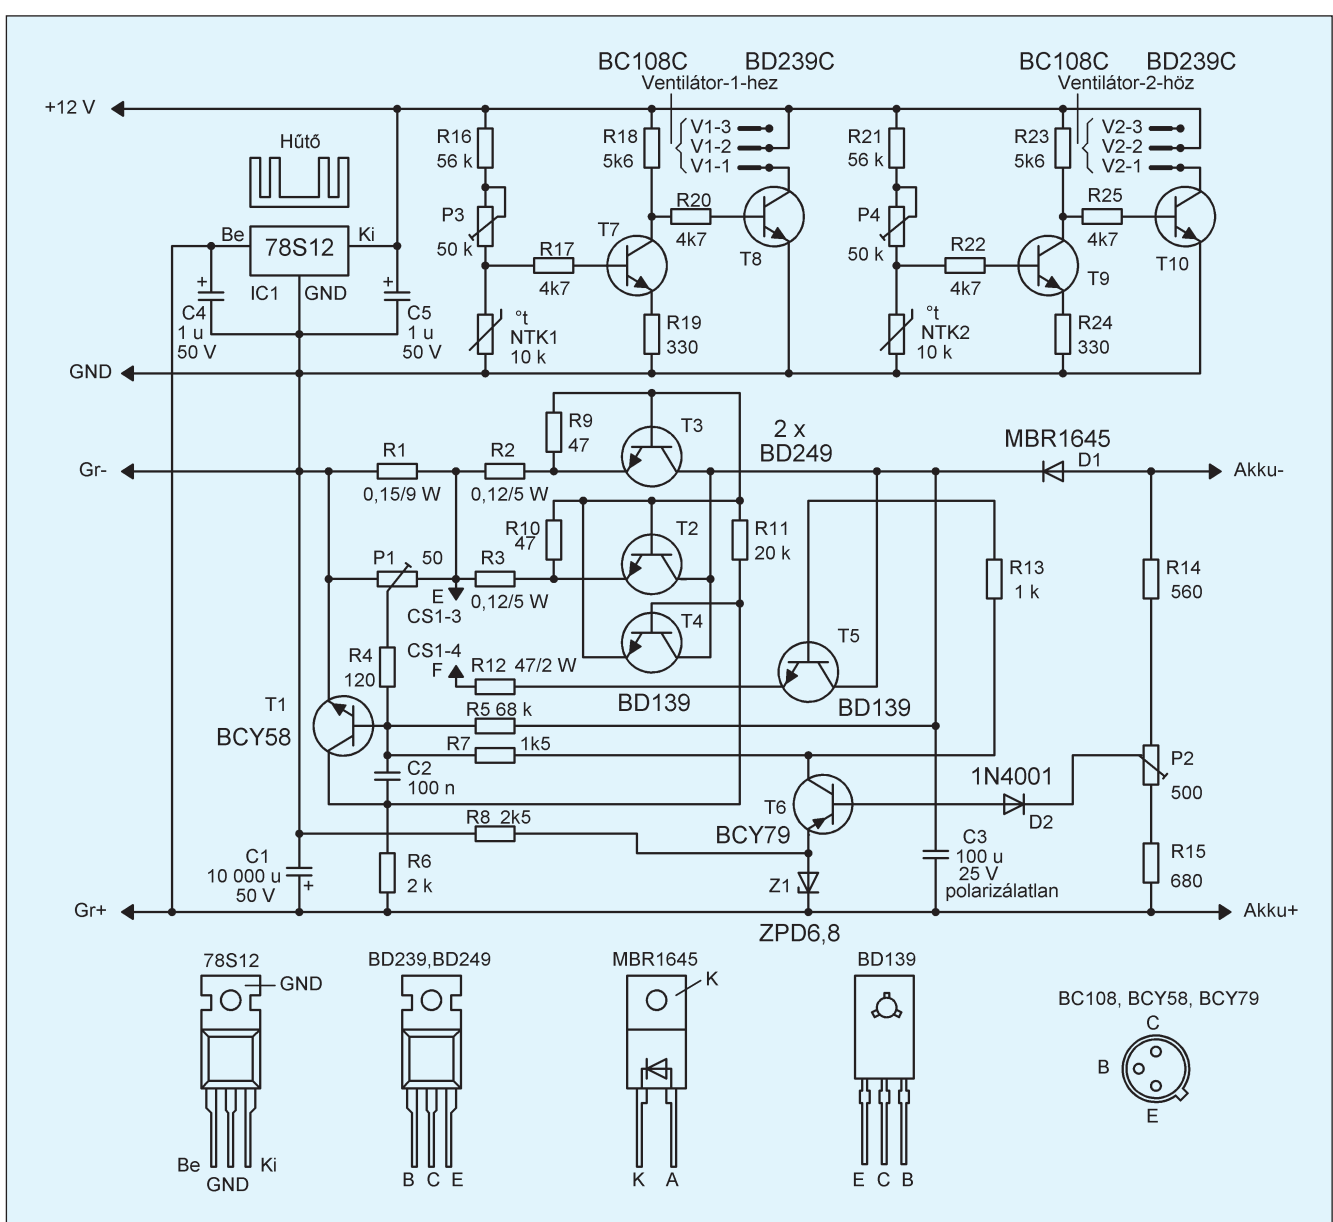 BC108C BD239C BC108C BD239C
Ventilátor-1-hez Ventilátor-2-höz
+12 V
Hűtő
R16
56 k
R18
5k6
V1-3
V1-2
V1-1
R21
56 k
R23
5k6
V2-3
V2-2
V2-1
P3
50 k
R20
4k7
P4
50 k
R25
4k7
Be
78S12
Ki
IC1
GND
T7
R17
4k7
T8
R22
4k7
T9
T10
+
C4
1 u
50 V
+
C5
1 u
50 V
°t
NTK1
10 k
R19
330
°t
NTK2
10 k
R24
330
GND
R9
47
T3
2 x
BD249
MBR1645
D1
Gr-
R1
0,15/9 W
R2
0,12/5 W
Akku-
R10
47
T2
R11
20 k
P1 50
R3
0,12/5 W
E
CS1-3
R13
1 k
R14
560
T4
T5
R4
120
CS1-4
F
R12 47/2 W
BD139
BD139
T1
BCY58
R5 68 k
R7 1k5
C2
100 n
1N4001
D2
P2
500
T6
BCY79
R8 2k5
C1
10 000 u
50 V
+
R6
2 k
Z1
C3
100 u
25 V
polarizálatlan
R15
680
Gr+
Akku+
ZPD6,8
78S12
GND
Be
GND
Ki
BD239,BD249
B C E
MBR1645
K
K A
BD139
E C B
BC108, BCY58, BCY79
C
B
E